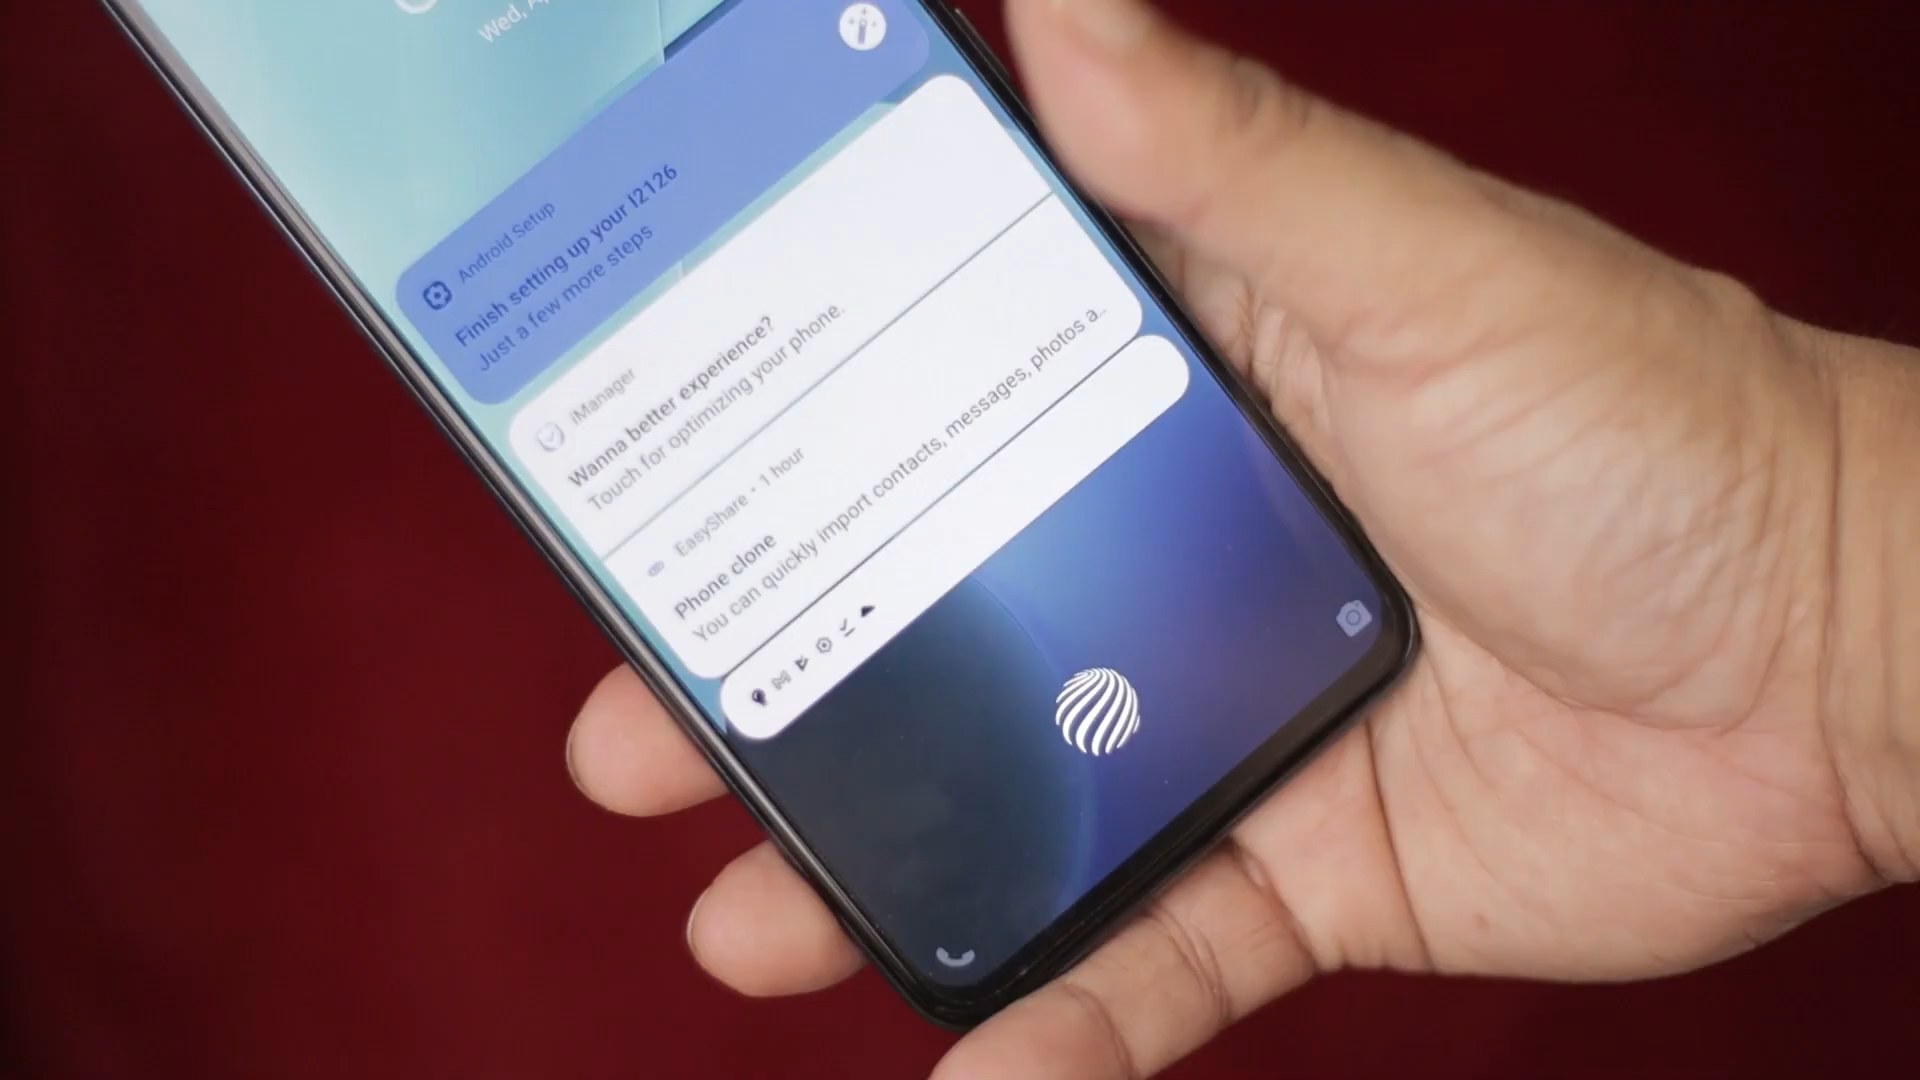 Wed, A
Android Setup
Finish setting up your I2126
Just a few more steps
iManager
Wanna better experience?
Touch for optimizing your phone.
EasyShare • 1 hour
Phone clone
You can quickly import contacts, messages, photos a..